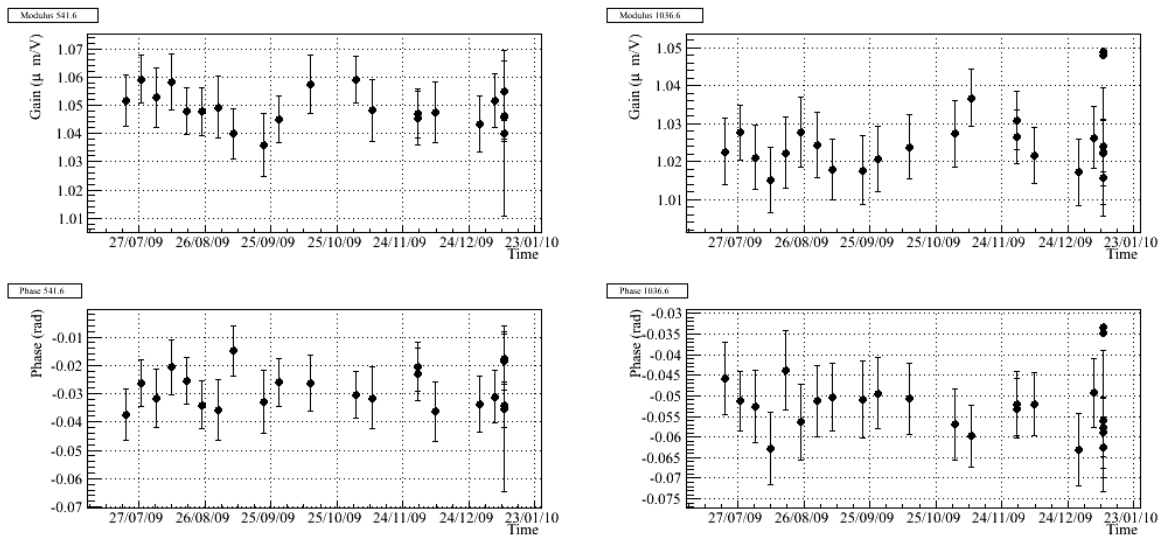 Modulus 541.6
Gain (μ m/V)
1.07
1.06
1.05
1.04
1.03
1.02
1.01
27/07/09 26/08/09 25/09/09 25/10/09 24/11/09 24/12/09 23/01/10
Time
Modulus 1036.6
Gain (μ m/V)
1.05
1.04
1.03
1.02
1.01
27/07/09 26/08/09 25/09/09 25/10/09 24/11/09 24/12/09 23/01/10
Time
Phase 541.6
Phase (rad)
-0.01
-0.02
-0.03
-0.04
-0.05
-0.06
-0.07
27/07/09 26/08/09 25/09/09 25/10/09 24/11/09 24/12/09 23/01/10
Time
Phase 1036.6
Phase (rad)
-0.03
-0.035
-0.04
-0.045
-0.05
-0.055
-0.06
-0.065
-0.07
-0.075
27/07/09 26/08/09 25/09/09 25/10/09 24/11/09 24/12/09 23/01/10
Time